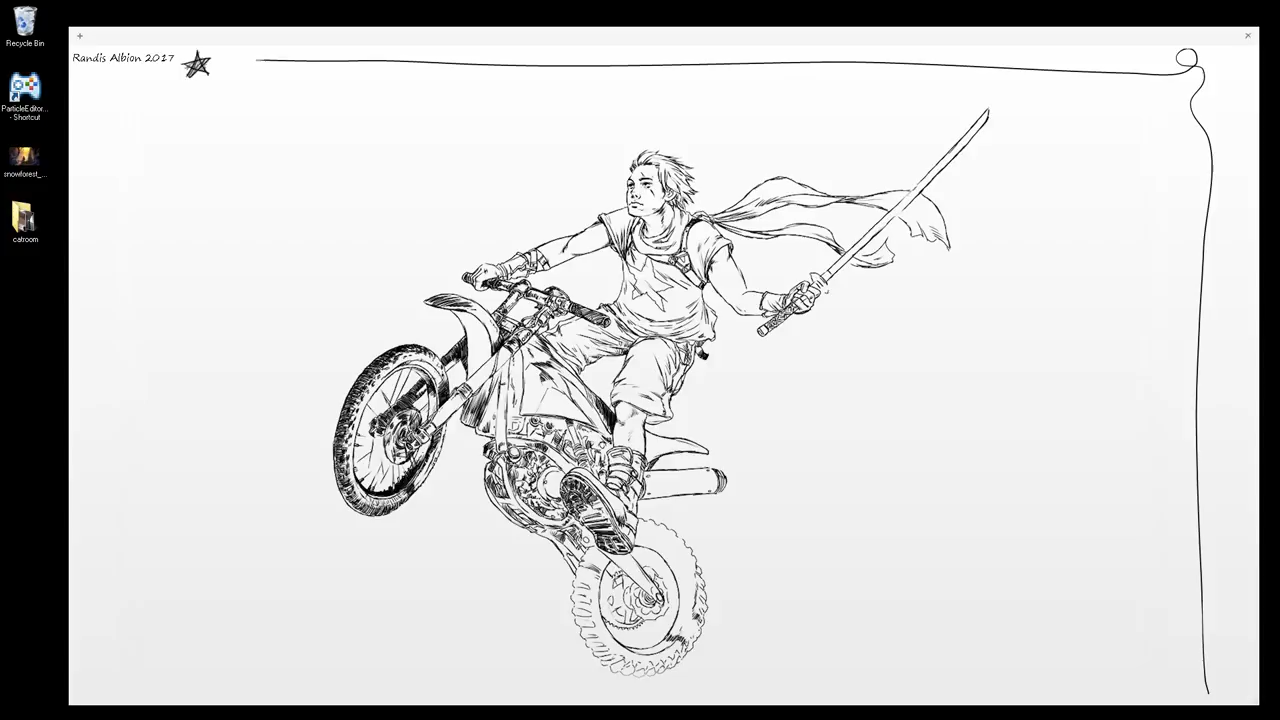 Recycle Bin
Randis Albion 2017
ParticleEditor...
- Shortcut
snowforest_...
catroom